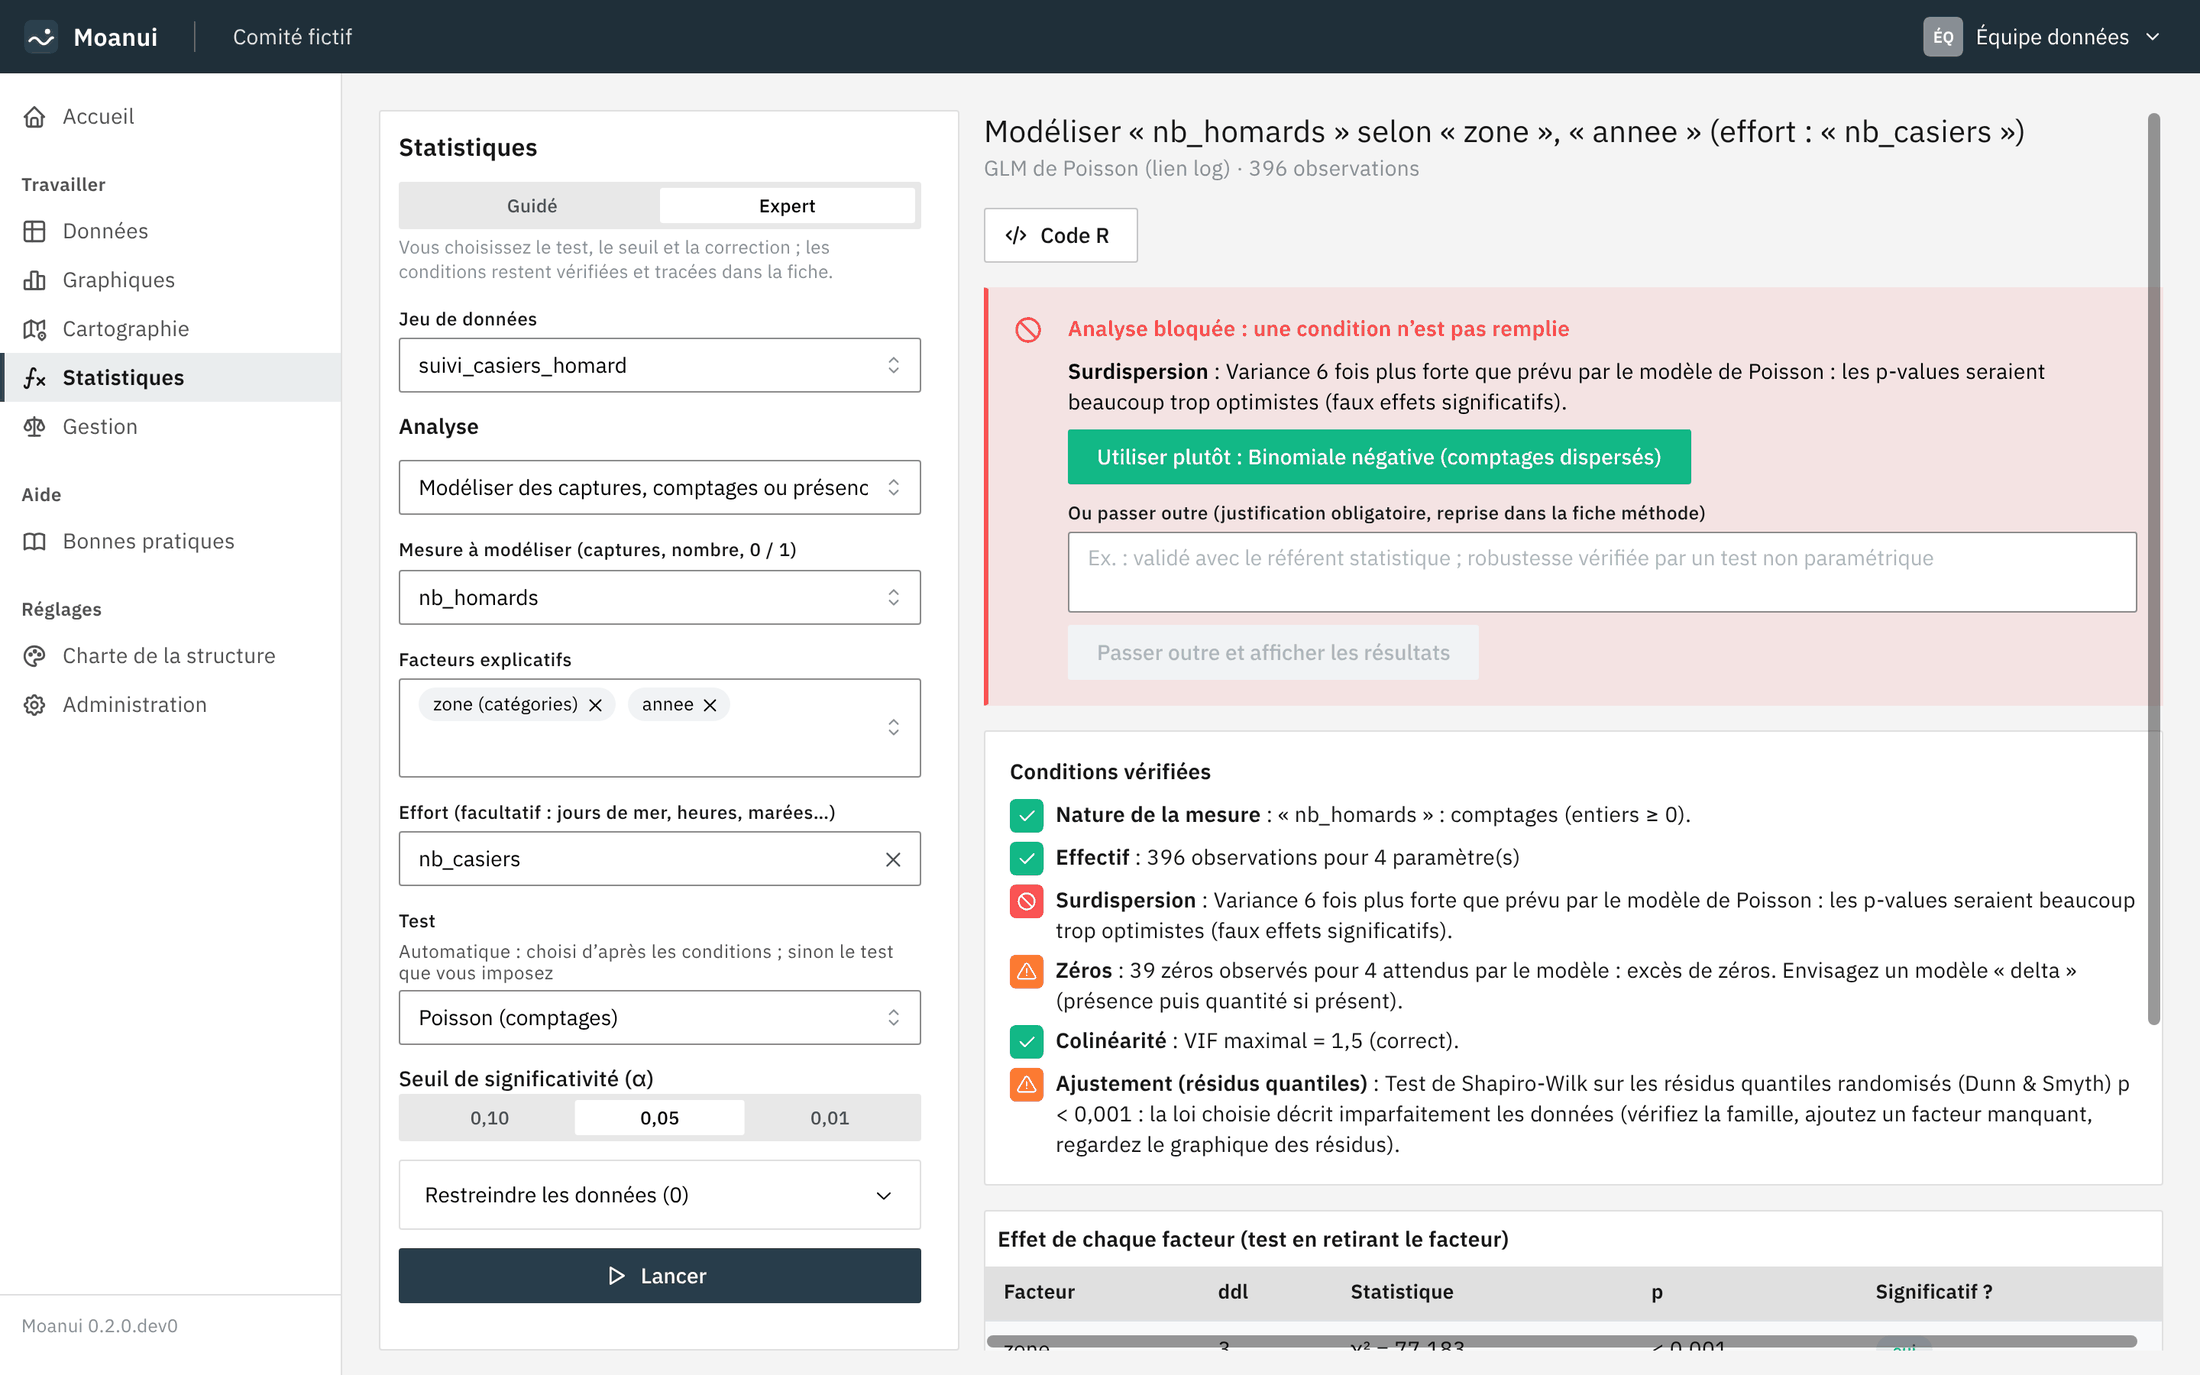 Moanui
Comité fictif
ÉQ
Équipe données
Accueil
Travailler
Données
Graphiques
Cartographie
Statistiques
Gestion
Aide
Bonnes pratiques
Réglages
Charte de la structure
Administration
Moanui 0.2.0.dev0
Statistiques
Guidé
Expert
Vous choisissez le test, le seuil et la correction ; les
conditions restent vérifiées et tracées dans la fiche.
Jeu de données
suivi_casiers_homard
Analyse
Modéliser des captures, comptages ou présenc
Mesure à modéliser (captures, nombre, 0 / 1)
nb_homards
Facteurs explicatifs
zone (catégories)
annee
Effort (facultatif : jours de mer, heures, marées…)
nb_casiers
Test
Automatique : choisi d’après les conditions ; sinon le test
que vous imposez
Poisson (comptages)
Seuil de significativité (α)
0,10
0,05
0,01
Restreindre les données (0)
Lancer
Modéliser « nb_homards » selon « zone », « annee » (effort : « nb_casiers »)
GLM de Poisson (lien log) · 396 observations
</> Code R
Analyse bloquée : une condition n’est pas remplie
Surdispersion : Variance 6 fois plus forte que prévu par le modèle de Poisson : les p-values seraient
beaucoup trop optimistes (faux effets significatifs).
Utiliser plutôt : Binomiale négative (comptages dispersés)
Ou passer outre (justification obligatoire, reprise dans la fiche méthode)
Ex. : validé avec le référent statistique ; robustesse vérifiée par un test non paramétrique
Passer outre et afficher les résultats
Conditions vérifiées
Nature de la mesure : « nb_homards » : comptages (entiers ≥ 0).
Effectif : 396 observations pour 4 paramètre(s)
Surdispersion : Variance 6 fois plus forte que prévu par le modèle de Poisson : les p-values seraient beaucoup
trop optimistes (faux effets significatifs).
Zéros : 39 zéros observés pour 4 attendus par le modèle : excès de zéros. Envisagez un modèle « delta »
(présence puis quantité si présent).
Colinéarité : VIF maximal = 1,5 (correct).
Ajustement (résidus quantiles) : Test de Shapiro-Wilk sur les résidus quantiles randomisés (Dunn & Smyth) p
< 0,001 : la loi choisie décrit imparfaitement les données (vérifiez la famille, ajoutez un facteur manquant,
regardez le graphique des résidus).
Effet de chaque facteur (test en retirant le facteur)
Facteur ddl Statistique p Significatif ?
zone 3 χ² = 77,183 < 0,001 oui